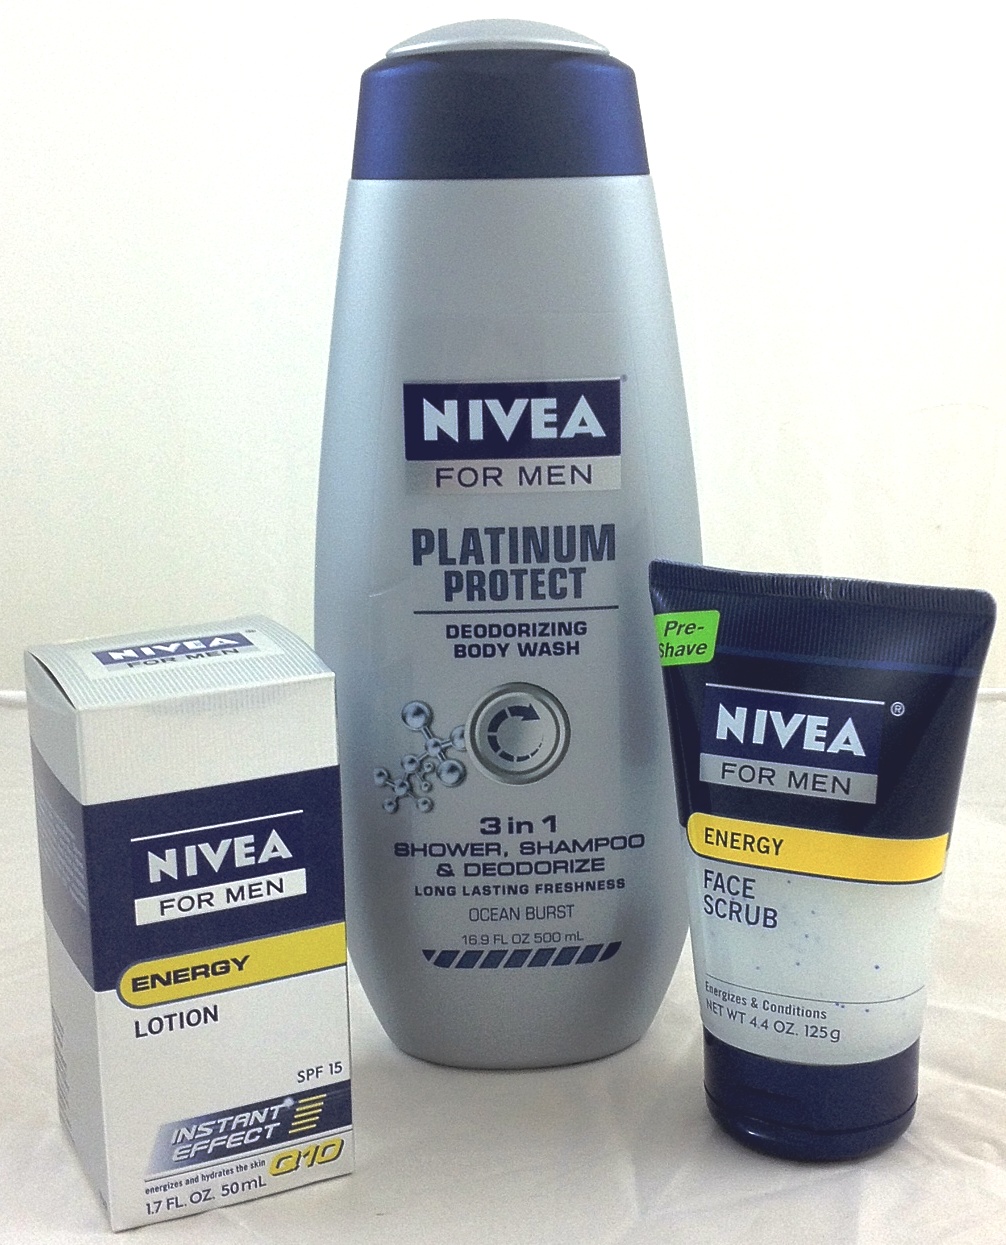 NIVEA
FOR MEN
NIVEA
FOR MEN
ENERGY
LOTION
SPF 15
INSTANT
EFFECT
Q10
energizes and hydrates the skin
1.7 FL. OZ. 50mL
NIVEA
FOR MEN
PLATINUM
PROTECT
DEODORIZING
BODY WASH
3 in 1
SHOWER, SHAMPOO
& DEODORIZE
LONG LASTING FRESHNESS
OCEAN BURST
16.9 FL OZ 500 mL
Pre-
Shave
NIVEA®
FOR MEN
ENERGY
FACE
SCRUB
Energizes & Conditions
NET WT 4.4 OZ. 125g